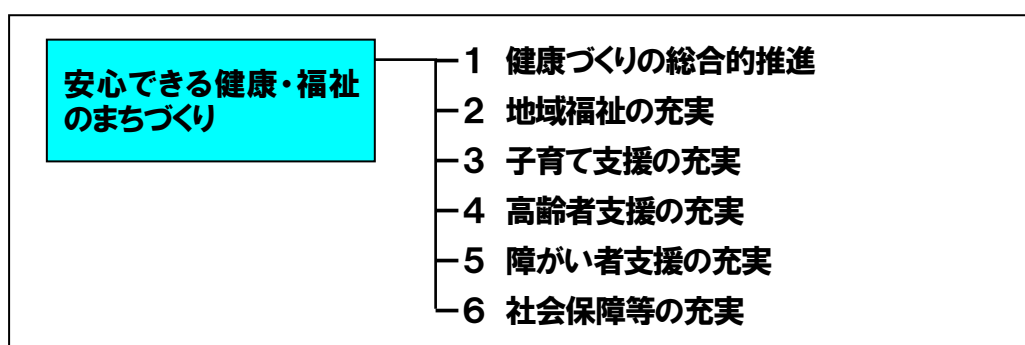 安心できる健康・福祉
のまちづくり
1 健康づくりの総合的推進
2 地域福祉の充実
3 子育て支援の充実
4 高齢者支援の充実
5 障がい者支援の充実
6 社会保障等の充実